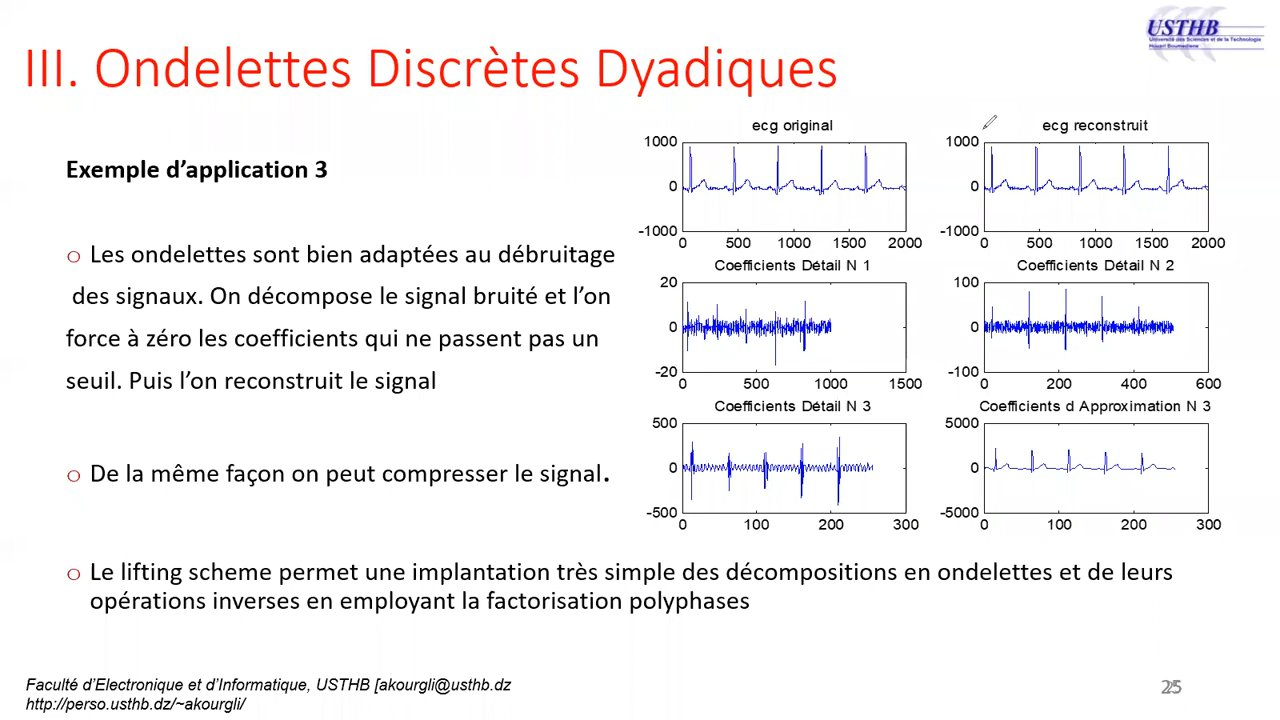 USTHB
Université des Sciences et de la Technologie
Houari Boumediene
III. Ondelettes Discrètes Dyadiques
Exemple d’application 3
Les ondelettes sont bien adaptées au débruitage
des signaux. On décompose le signal bruité et l’on
force à zéro les coefficients qui ne passent pas un
seuil. Puis l’on reconstruit le signal
De la même façon on peut compresser le signal.
ecg original
1000
0
-1000
0 500 1000 1500 2000
ecg reconstruit
1000
0
-1000
0 500 1000 1500 2000
Coefficients Détail N 1
20
0
-20
0 500 1000 1500
Coefficients Détail N 2
100
0
-100
0 200 400 600
Coefficients Détail N 3
500
0
-500
0 100 200 300
Coefficients d Approximation N 3
5000
0
-5000
0 100 200 300
Le lifting scheme permet une implantation très simple des décompositions en ondelettes et de leurs
opérations inverses en employant la factorisation polyphases
Faculté d’Electronique et d’Informatique, USTHB [akourgli@usthb.dz
http://perso.usthb.dz/~akourgli/